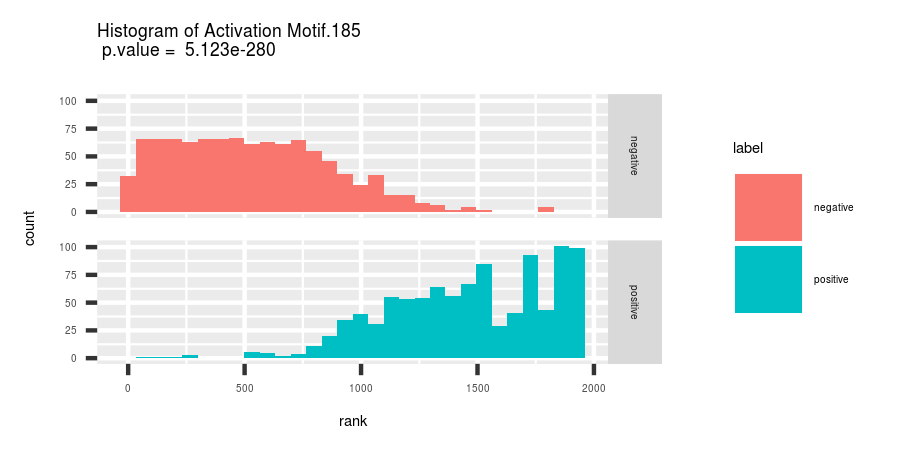 Histogram of Activation Motif.185
p.value = 5.123e-280
count
100
75
50
25
0
negative
100
75
50
25
0
positive
0 500 1000 1500 2000
rank
label
negative
positive